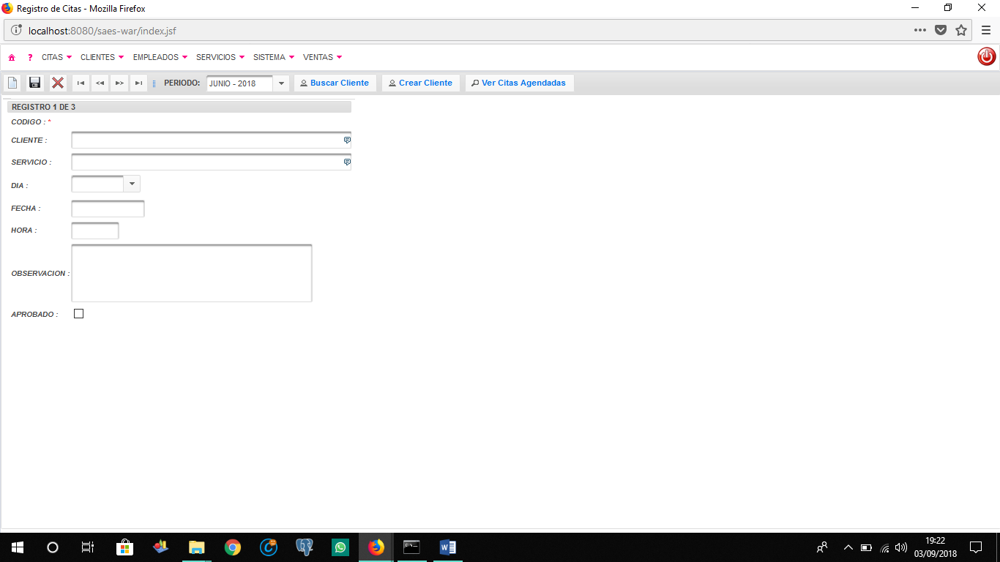 Registro de Citas - Mozilla Firefox
localhost:8080/saes-war/index.jsf
? CITAS CLIENTES EMPLEADOS SERVICIOS SISTEMA VENTAS
PERIODO: JUNIO - 2018 Buscar Cliente Crear Cliente Ver Citas Agendadas
REGISTRO 1 DE 3
CODIGO : *
CLIENTE :
SERVICIO :
DIA :
FECHA :
HORA :
OBSERVACION :
APROBADO :
19:22
03/09/2018